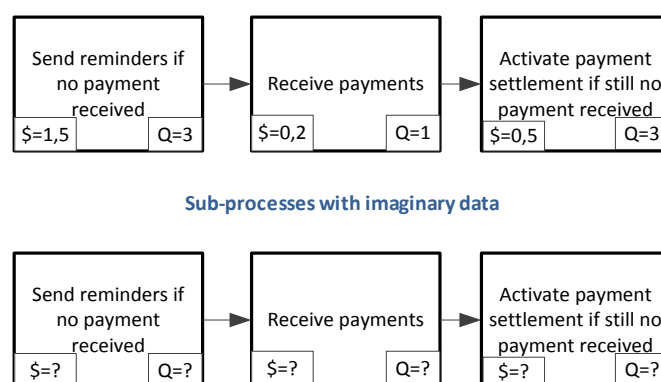 Send reminders if
no payment
received
$=1,5
Q=3
Receive payments
$=0,2
Q=1
Activate payment
settlement if still no
payment received
$=0,5
Q=3
Sub-processes with imaginary data
Send reminders if
no payment
received
$=?
Q=?
Receive payments
$=?
Q=?
Activate payment
settlement if still no
payment received
$=?
Q=?